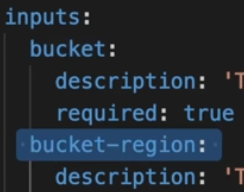 inputs:
bucket:
description: 'T
required: true
bucket-region:
description: 'T